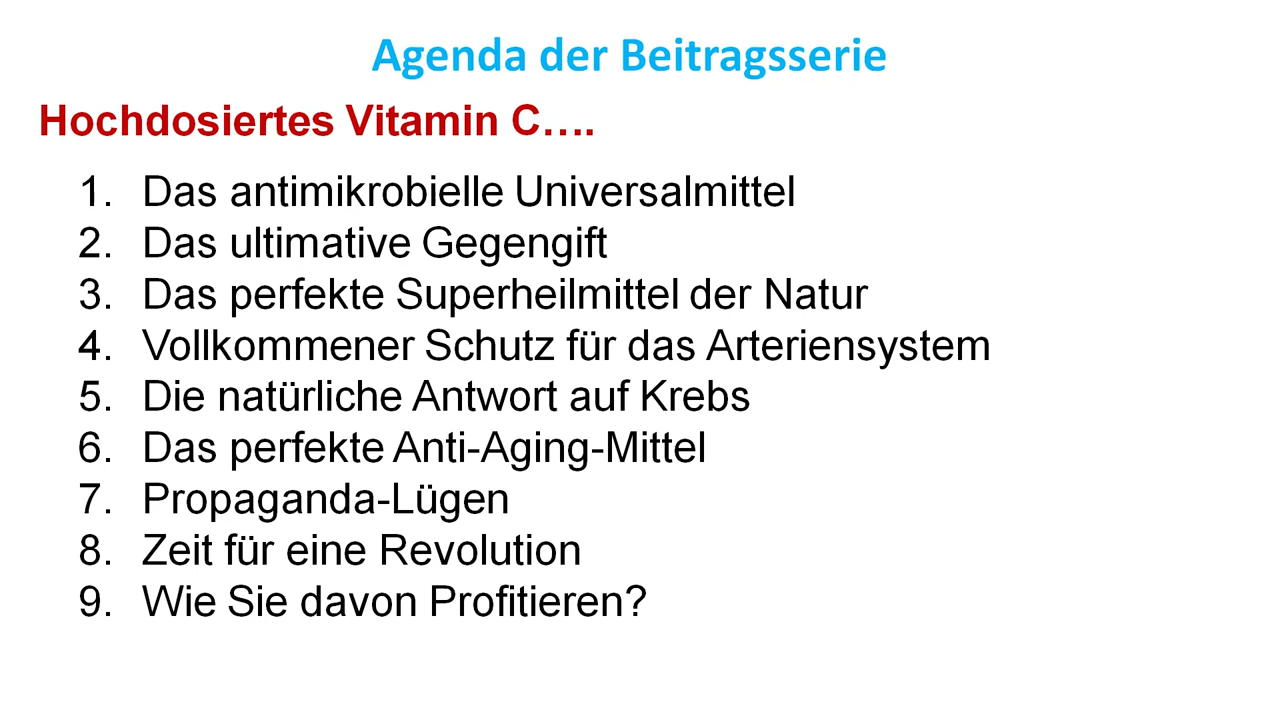 Agenda der Beitragsserie
Hochdosiertes Vitamin C….
1. Das antimikrobielle Universalmittel
2. Das ultimative Gegengift
3. Das perfekte Superheilmittel der Natur
4. Vollkommener Schutz für das Arteriensystem
5. Die natürliche Antwort auf Krebs
6. Das perfekte Anti-Aging-Mittel
7. Propaganda-Lügen
8. Zeit für eine Revolution
9. Wie Sie davon Profitieren?